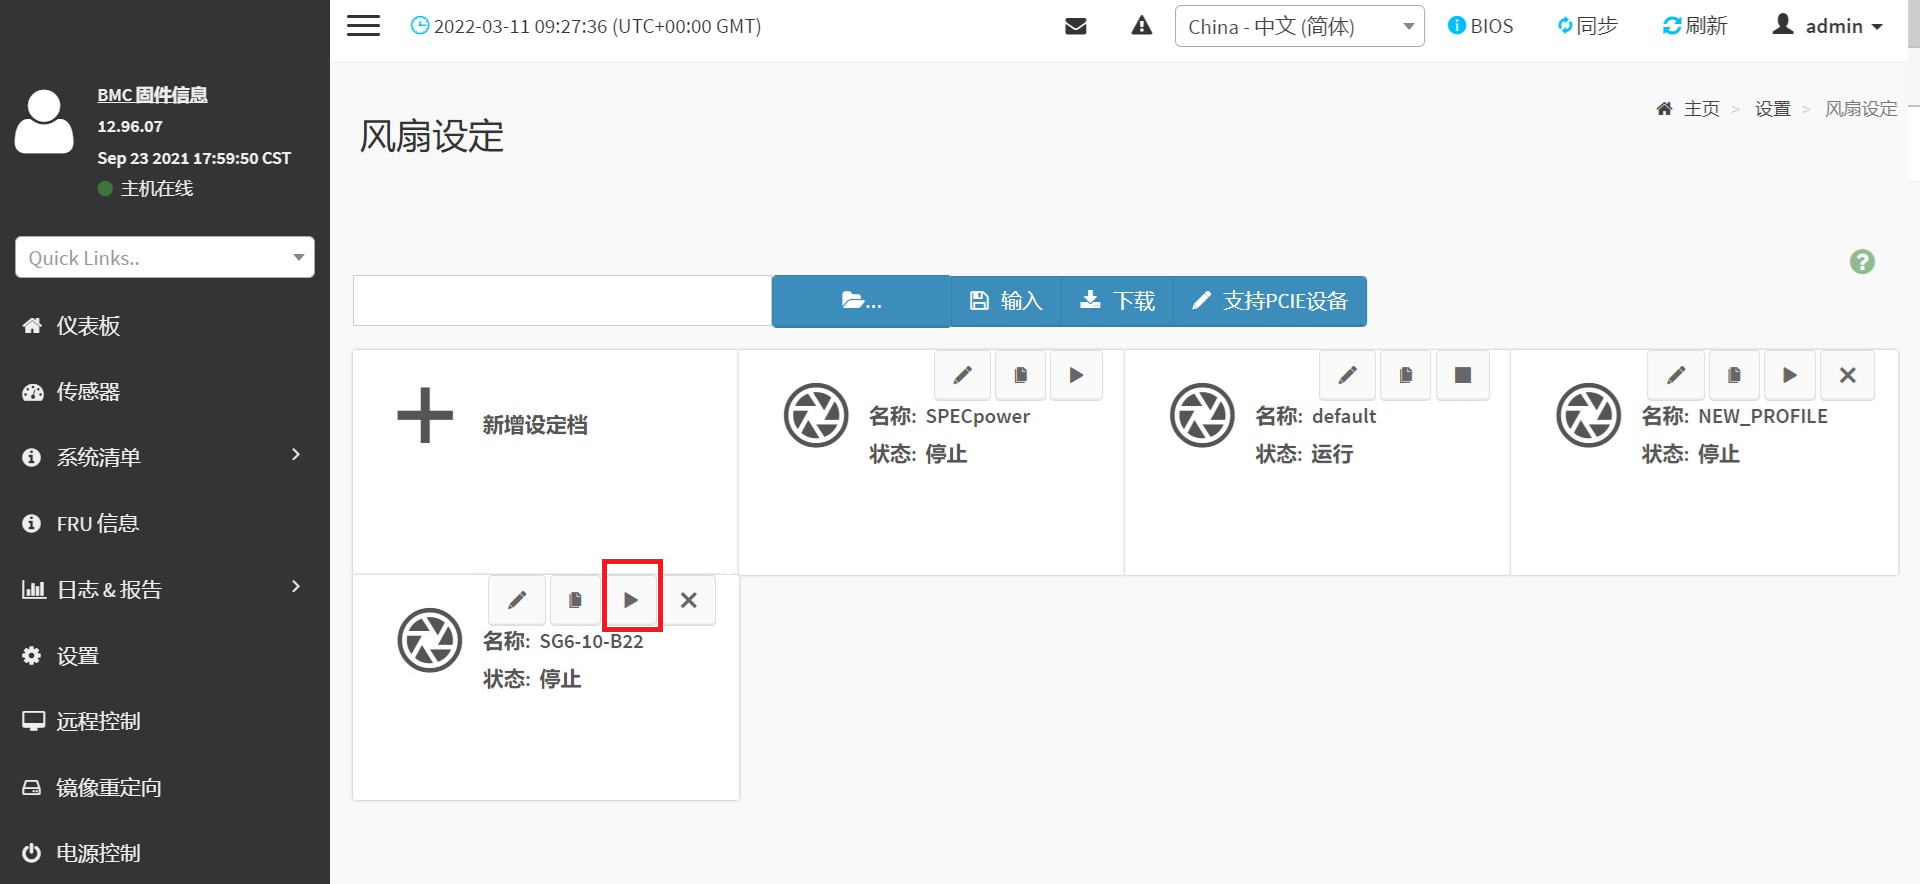 2022-03-11 09:27:36 (UTC+00:00 GMT)
China - 中文 (简体)
BIOS
同步
刷新
admin
BMC 固件信息
12.96.07
Sep 23 2021 17:59:50 CST
主机在线
Quick Links..
仪表板
传感器
系统清单
FRU 信息
日志 & 报告
设置
远程控制
镜像重定向
电源控制
风扇设定
主页 > 设置 > 风扇设定
...
输入
下载
支持PCIE设备
新增设定档
名称: SPECpower
状态: 停止
名称: default
状态: 运行
名称: NEW_PROFILE
状态: 停止
名称: SG6-10-B22
状态: 停止